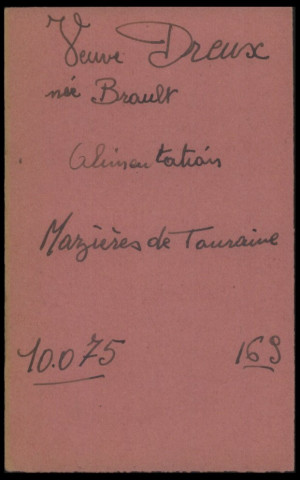 Veuve Dreux
née Brault
Alimentation
Mazières de Touraine
10.075 169